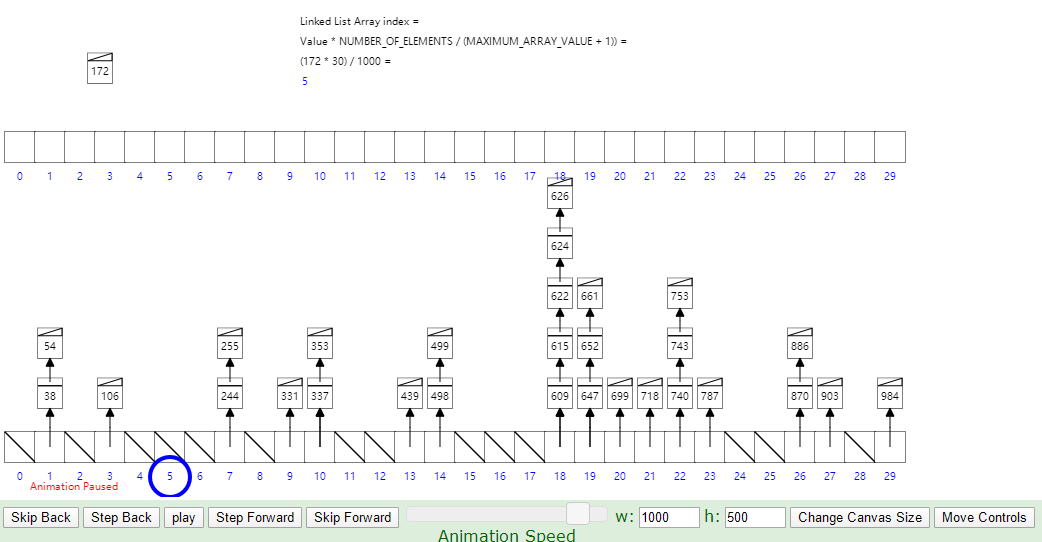 Linked List Array index =
Value * NUMBER_OF_ELEMENTS / (MAXIMUM_ARRAY_VALUE + 1)) =
(172 * 30) / 1000 =
5
172
0 1 2 3 4 5 6 7 8 9 10 11 12 13 14 15 16 17 18 19 20 21 22 23 24 25 26 27 28 29
626
624
622 661 753
54 255 353 499 615 652 743 886
38 106 244 331 337 439 498 609 647 699 718 740 787 870 903 984
0 1 2 3 4 5 6 7 8 9 10 11 12 13 14 15 16 17 18 19 20 21 22 23 24 25 26 27 28 29
Animation Paused
Skip Back Step Back play Step Forward Skip Forward w: 1000 h: 500 Change Canvas Size Move Controls
Animation Speed